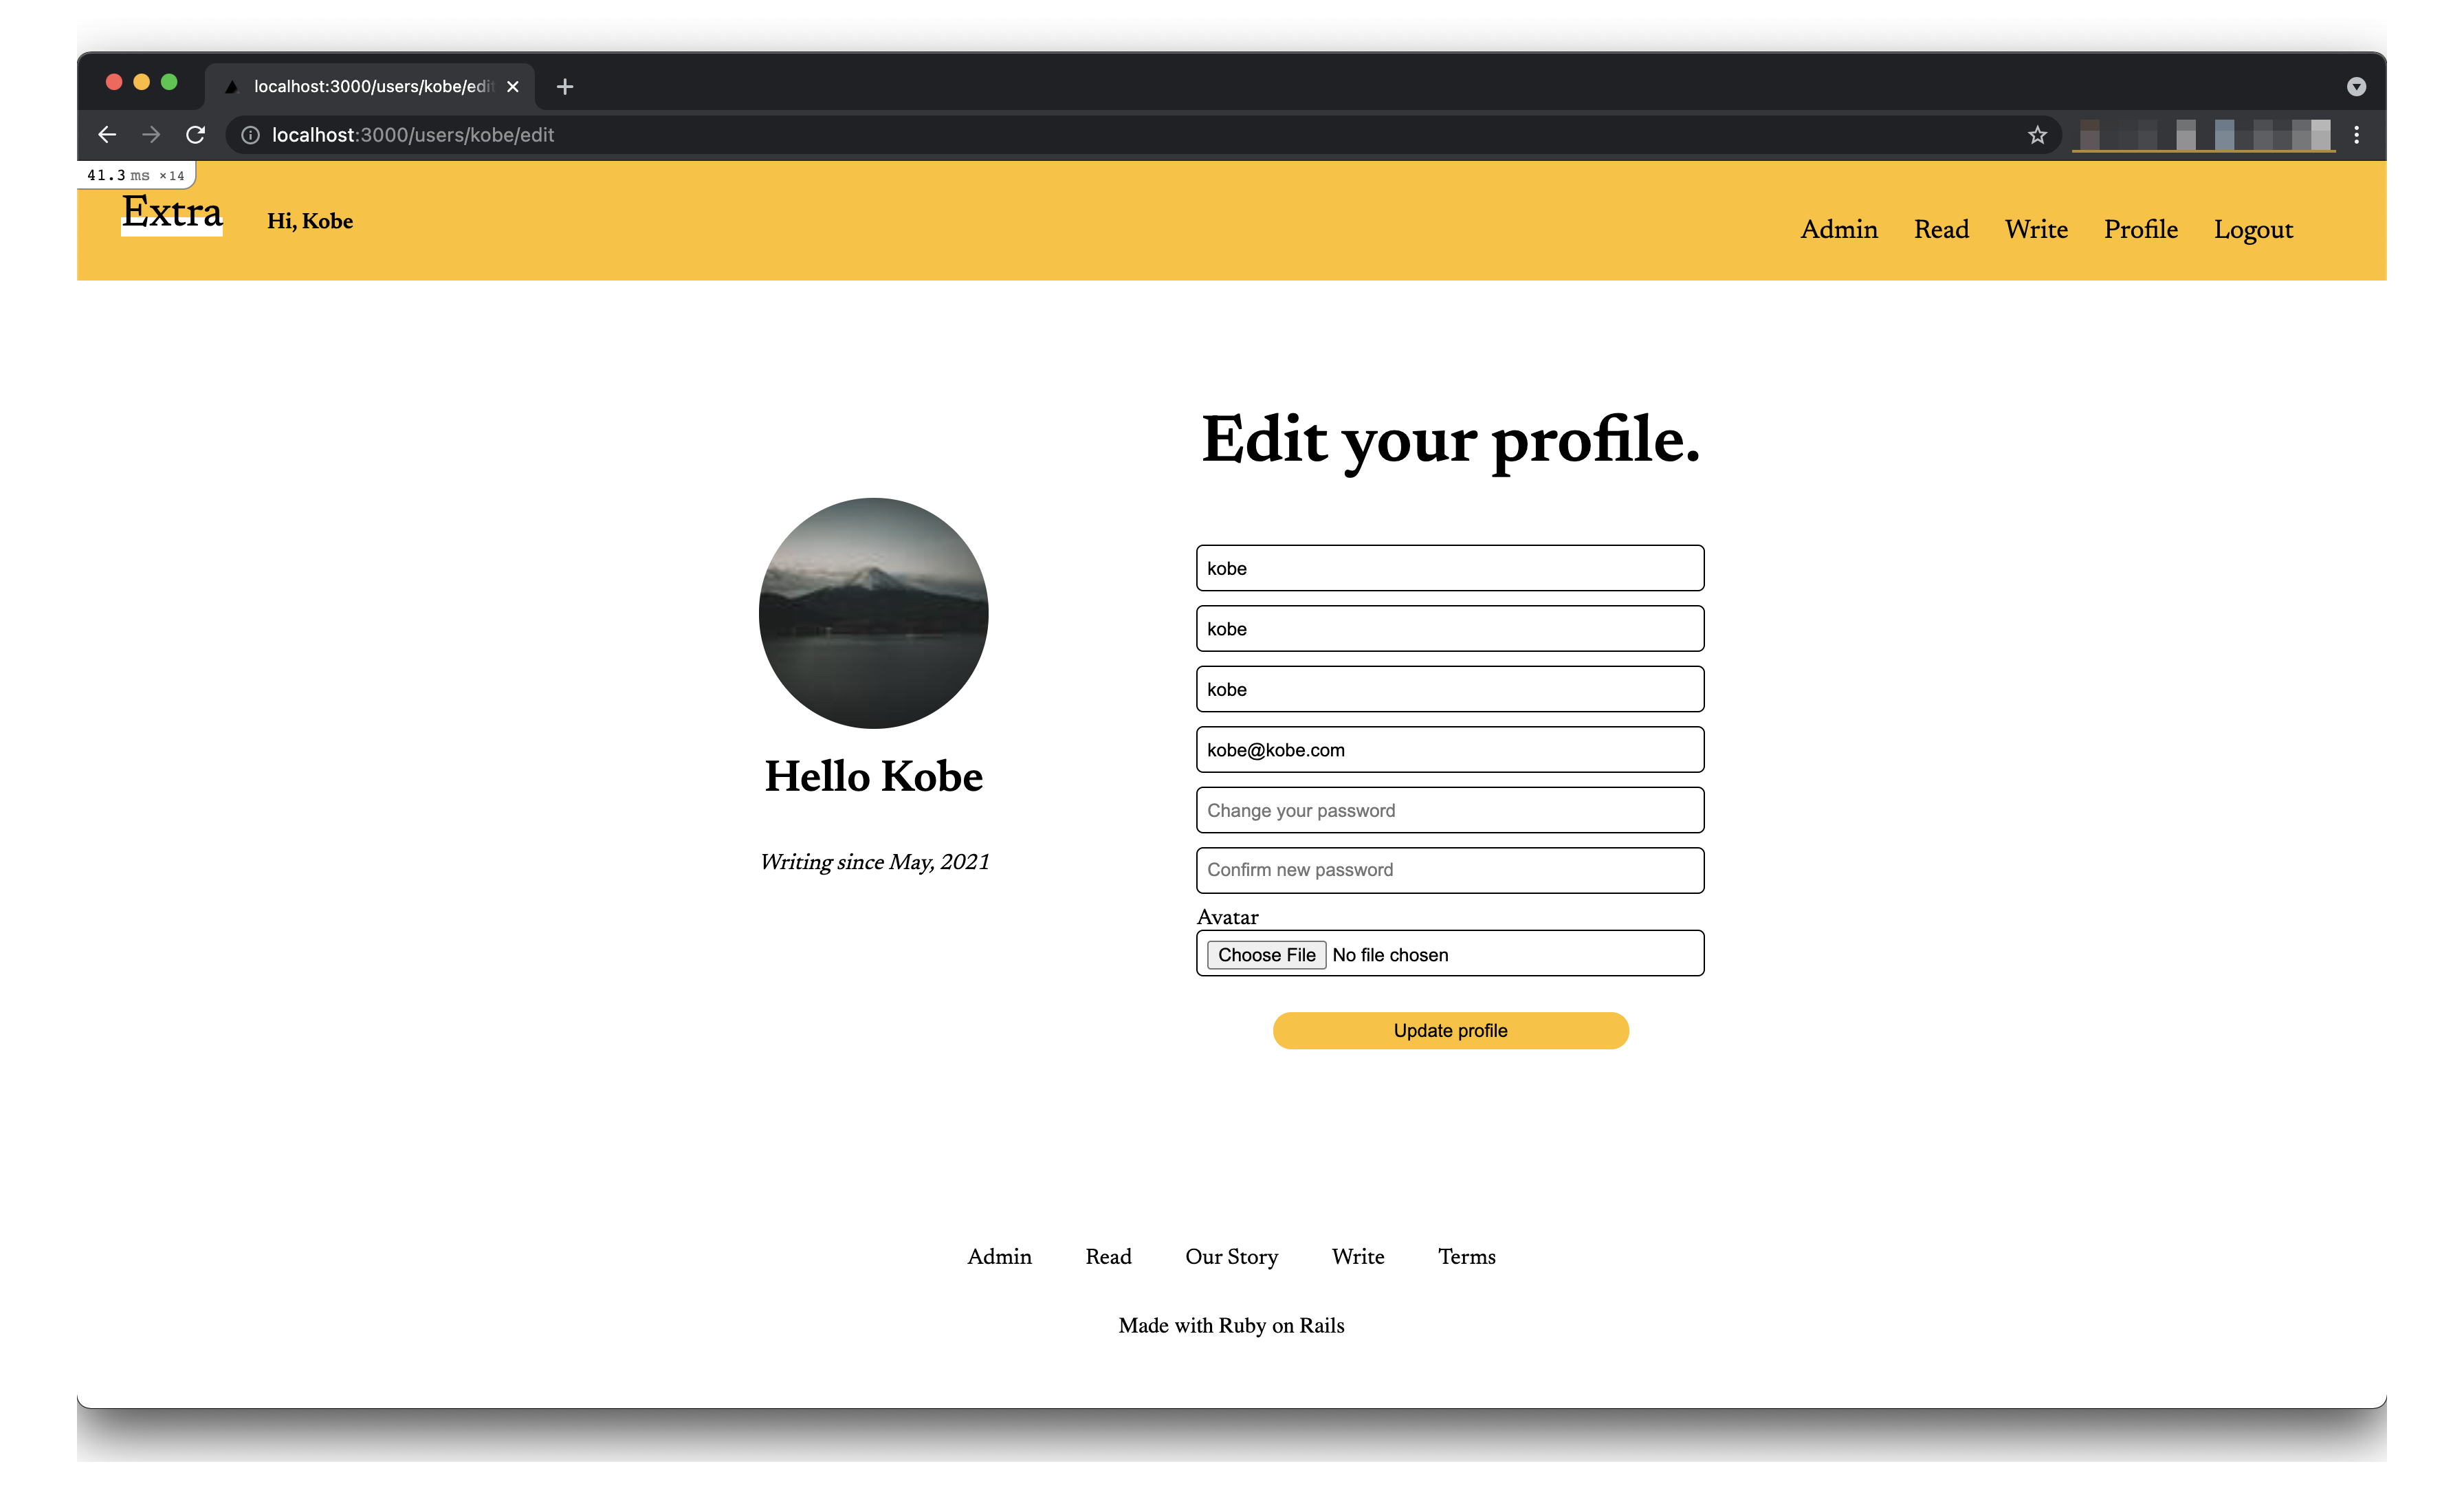 localhost:3000/users/kobe/edit
localhost:3000/users/kobe/edit
41.3 ms ×14
Extra
Hi, Kobe
Admin Read Write Profile Logout
Edit your profile.
kobe
kobe
kobe
kobe@kobe.com
Change your password
Confirm new password
Avatar
Choose File No file chosen
Update profile
Hello Kobe
Writing since May, 2021
Admin Read Our Story Write Terms
Made with Ruby on Rails